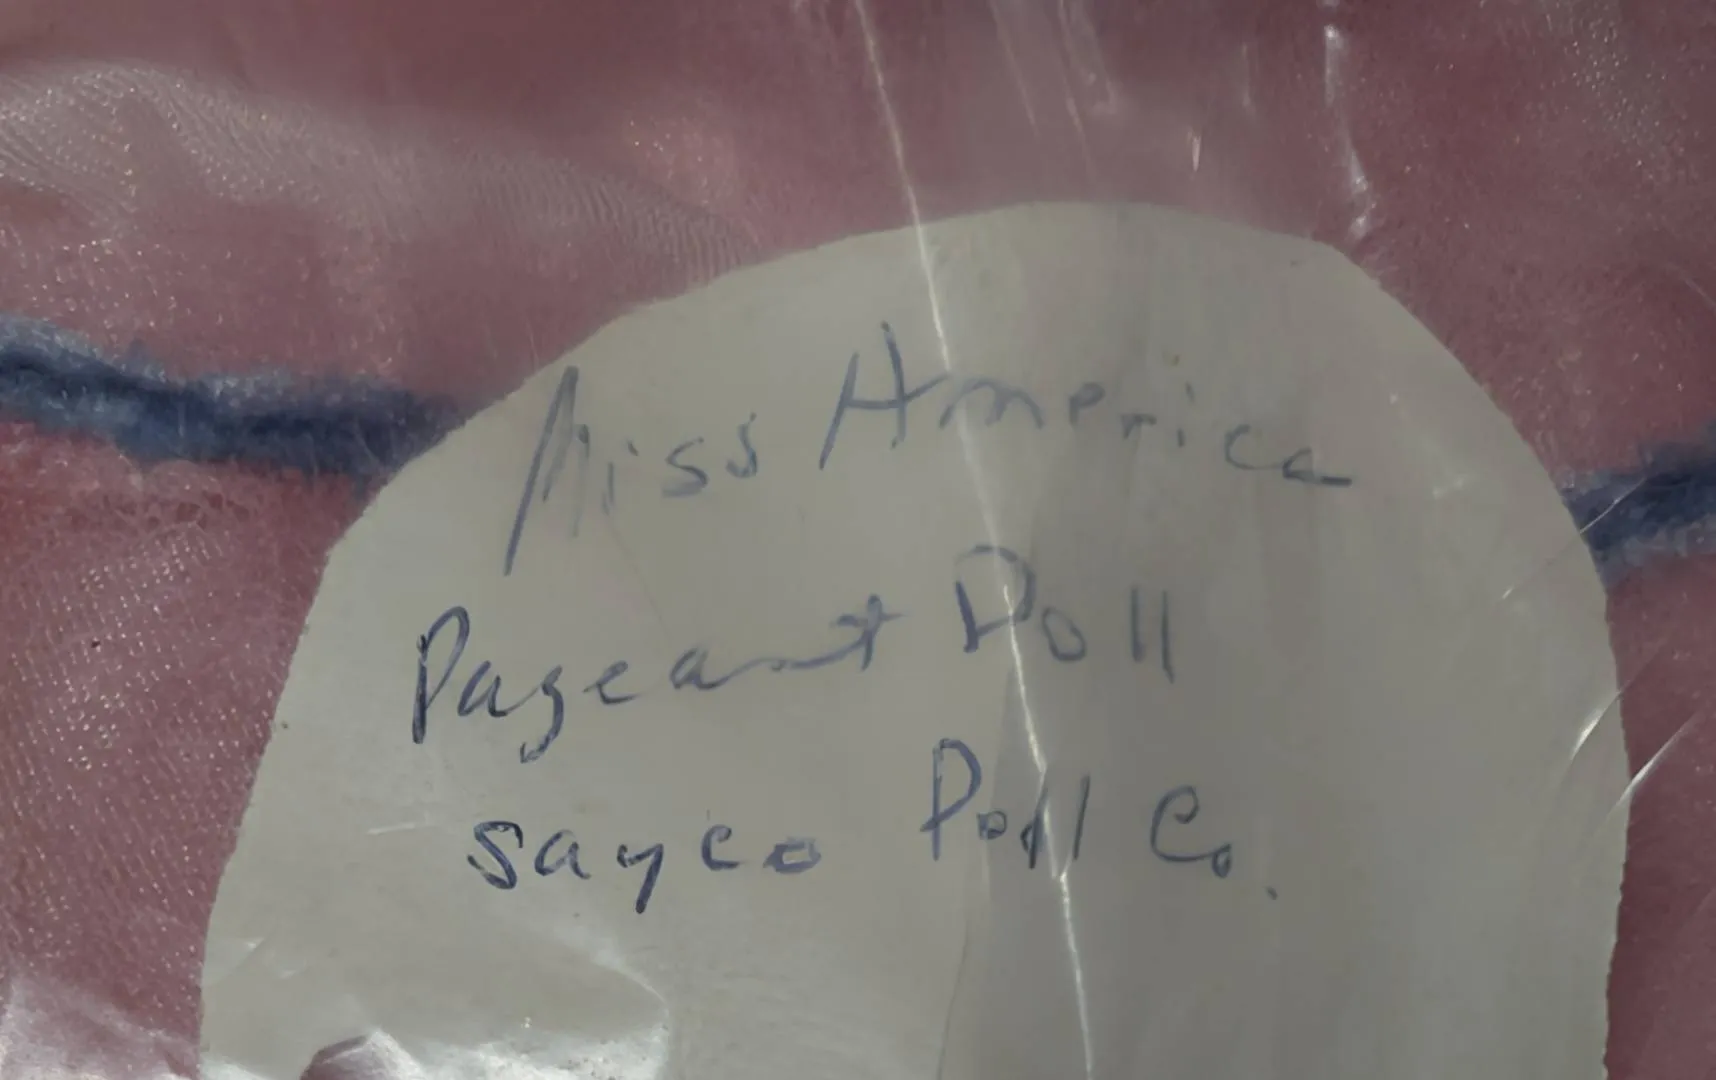 Miss America
Pageant Doll
sayco Doll Co.